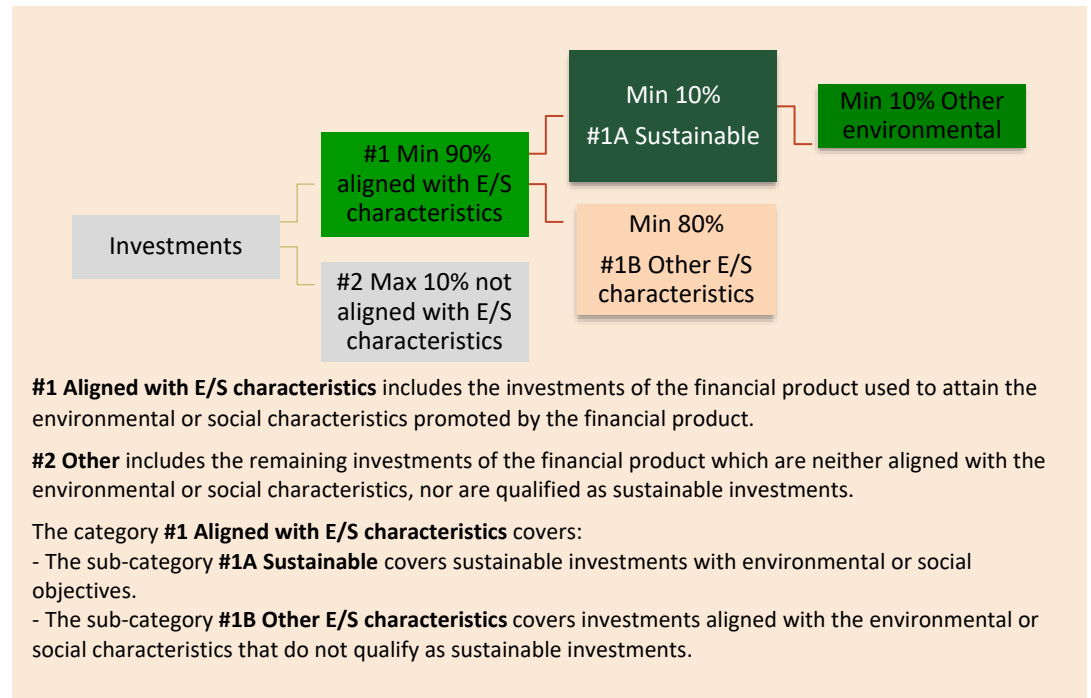 Min 10%
#1A Sustainable
Min 10% Other
environmental
#1 Min 90%
aligned with E/S
characteristics
Investments
Min 80%
#1B Other E/S
characteristics
#2 Max 10% not
aligned with E/S
characteristics
#1 Aligned with E/S characteristics includes the investments of the financial product used to attain the
environmental or social characteristics promoted by the financial product.
#2 Other includes the remaining investments of the financial product which are neither aligned with the
environmental or social characteristics, nor are qualified as sustainable investments.
The category #1 Aligned with E/S characteristics covers:
- The sub-category #1A Sustainable covers sustainable investments with environmental or social
objectives.
- The sub-category #1B Other E/S characteristics covers investments aligned with the environmental or
social characteristics that do not qualify as sustainable investments.